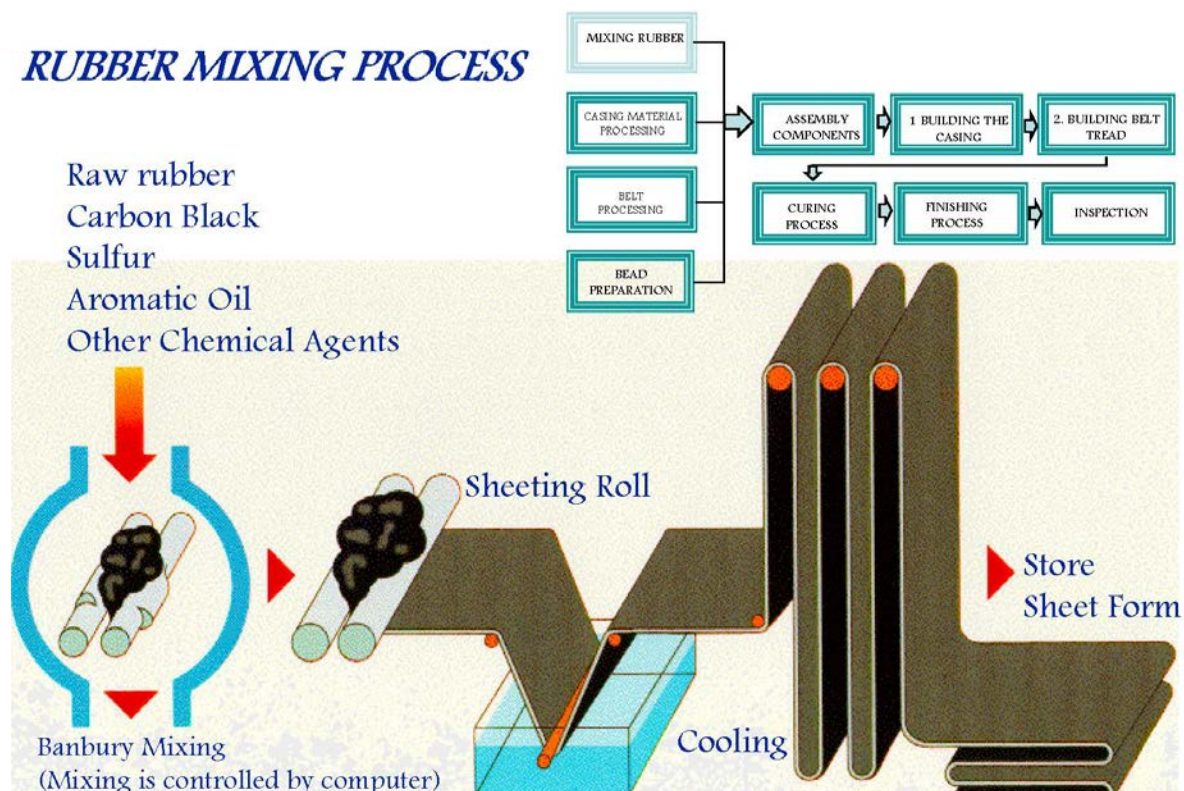 RUBBER MIXING PROCESS
MIXING RUBBER
CASING MATERIAL
PROCESSING
BELT
PROCESSING
BEAD
PREPARATION
ASSEMBLY
COMPONENTS
1 BUILDING THE
CASING
2. BUILDING BELT
TREAD
CURING
PROCESS
FINISHING
PROCESS
INSPECTION
Raw rubber
Carbon Black
Sulfur
Aromatic Oil
Other Chemical Agents
Sheeting Roll
Store
Sheet Form
Cooling
Banbury Mixing
(Mixing is controlled by computer)